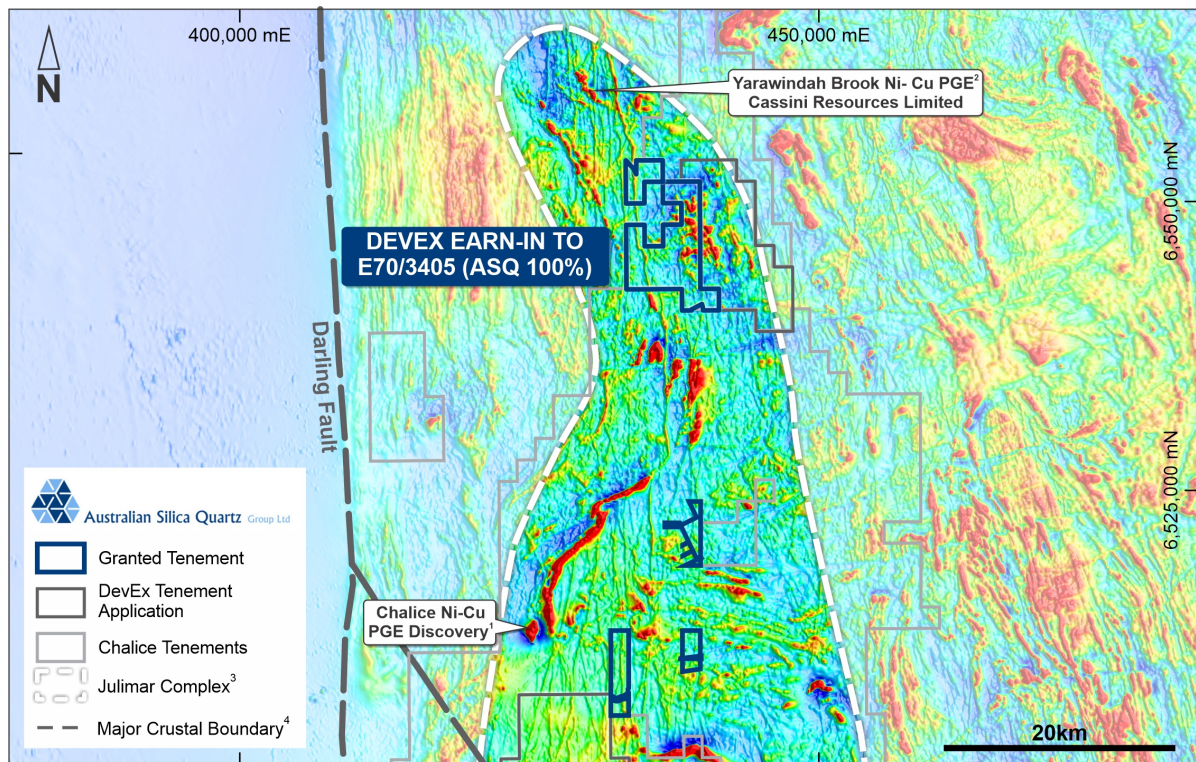 400,000 mE
450,000 mE
N
Yarawindah Brook Ni- Cu PGE²
Cassini Resources Limited
6,550,000 mN
DEVEX EARN-IN TO
E70/3405 (ASQ 100%)
Darling Fault
6,525,000 mN
Australian Silica Quartz Group Ltd
Granted Tenement
DevEx Tenement
Application
Chalice Tenements
Julimar Complex³
Major Crustal Boundary⁴
Chalice Ni-Cu
PGE Discovery¹
20km